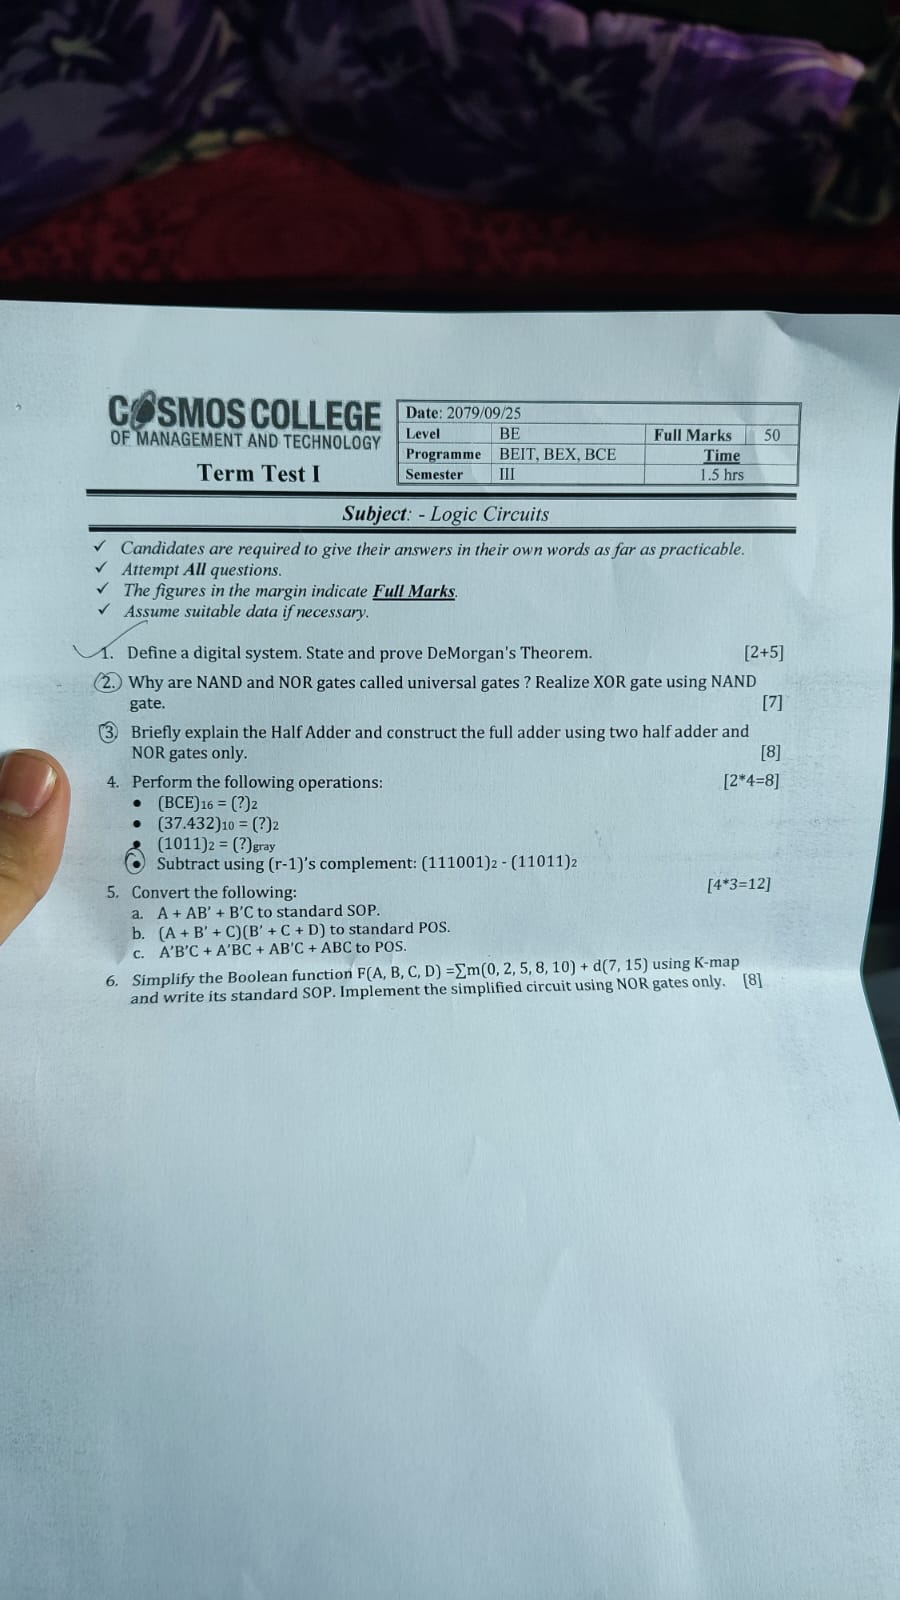 COSMOS COLLEGE
OF MANAGEMENT AND TECHNOLOGY
Term Test I
Date: 2079/09/25
Level BE Full Marks 50
Programme BEIT, BEX, BCE Time
Semester III 1.5 hrs
Subject: - Logic Circuits
✓ Candidates are required to give their answers in their own words as far as practicable.
✓ Attempt All questions.
✓ The figures in the margin indicate Full Marks.
✓ Assume suitable data if necessary.
1. Define a digital system. State and prove DeMorgan's Theorem. [2+5]
2. Why are NAND and NOR gates called universal gates ? Realize XOR gate using NAND
gate. [7]
3. Briefly explain the Half Adder and construct the full adder using two half adder and
NOR gates only. [8]
4. Perform the following operations: [2*4=8]
• (BCE)16 = (?)2
• (37.432)10 = (?)2
• (1011)2 = (?)gray
• Subtract using (r-1)'s complement: (111001)2 - (11011)2
5. Convert the following: [4*3=12]
a. A + AB' + B'C to standard SOP.
b. (A + B' + C)(B' + C + D) to standard POS.
c. A'B'C + A'BC + AB'C + ABC to POS.
6. Simplify the Boolean function F(A, B, C, D) =∑m(0, 2, 5, 8, 10) + d(7, 15) using K-map
and write its standard SOP. Implement the simplified circuit using NOR gates only. [8]